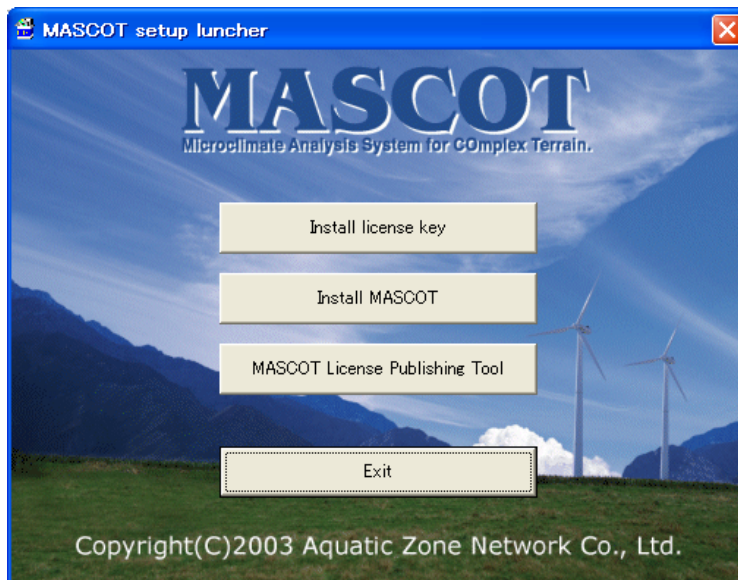 MASCOT setup luncher
MASCOT
Microclimate Analysis System for COmplex Terrain.
Install license key
Install MASCOT
MASCOT License Publishing Tool
Exit
Copyright(C)2003 Aquatic Zone Network Co., Ltd.